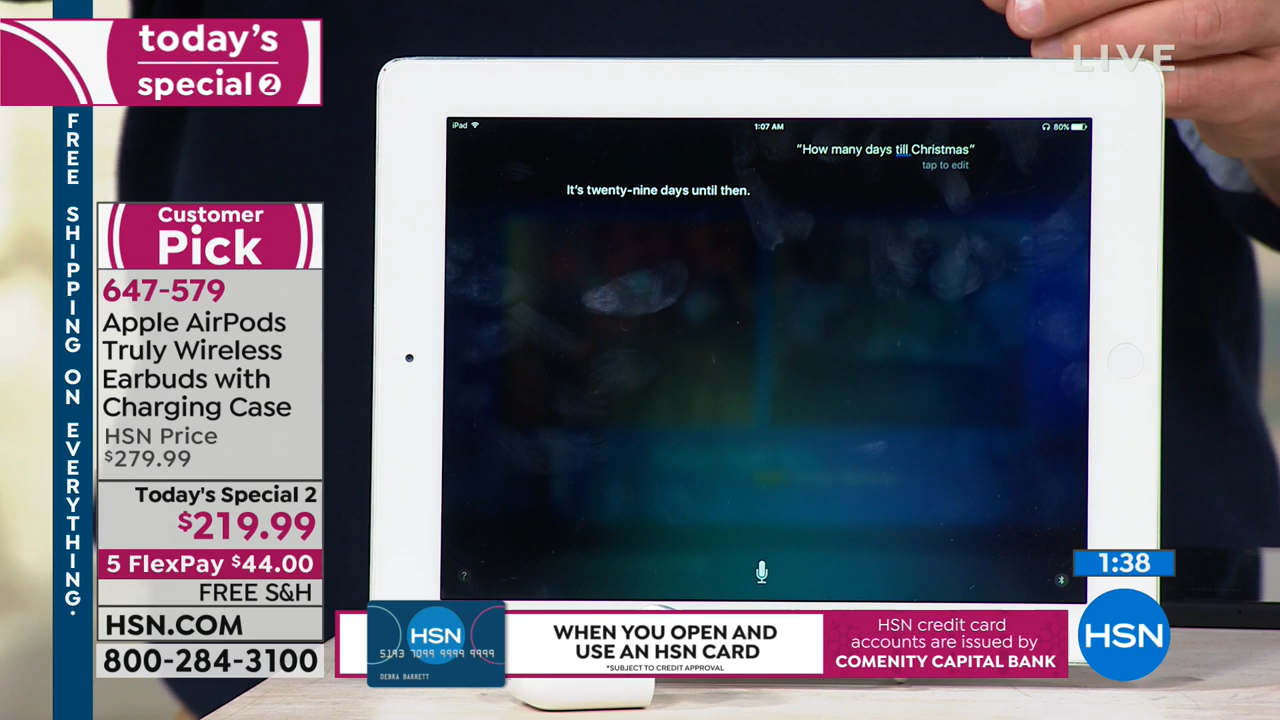 today's
special 2
FREE SHIPPING ON EVERYTHING.
Customer
Pick
647-579
Apple AirPods
Truly Wireless
Earbuds with
Charging Case
HSN Price
$279.99
Today's Special 2
$219.99
5 FlexPay $44.00
FREE S&H
HSN.COM
800-284-3100
LIVE
iPad
1:07 AM
80%
"How many days till Christmas"
tap to edit
It's twenty-nine days until then.
?
1:38
HSN
HSN
5193 7099 9999 9999
DEBRA BARRETT
WHEN YOU OPEN AND
USE AN HSN CARD
*SUBJECT TO CREDIT APPROVAL
HSN credit card
accounts are issued by
COMENITY CAPITAL BANK